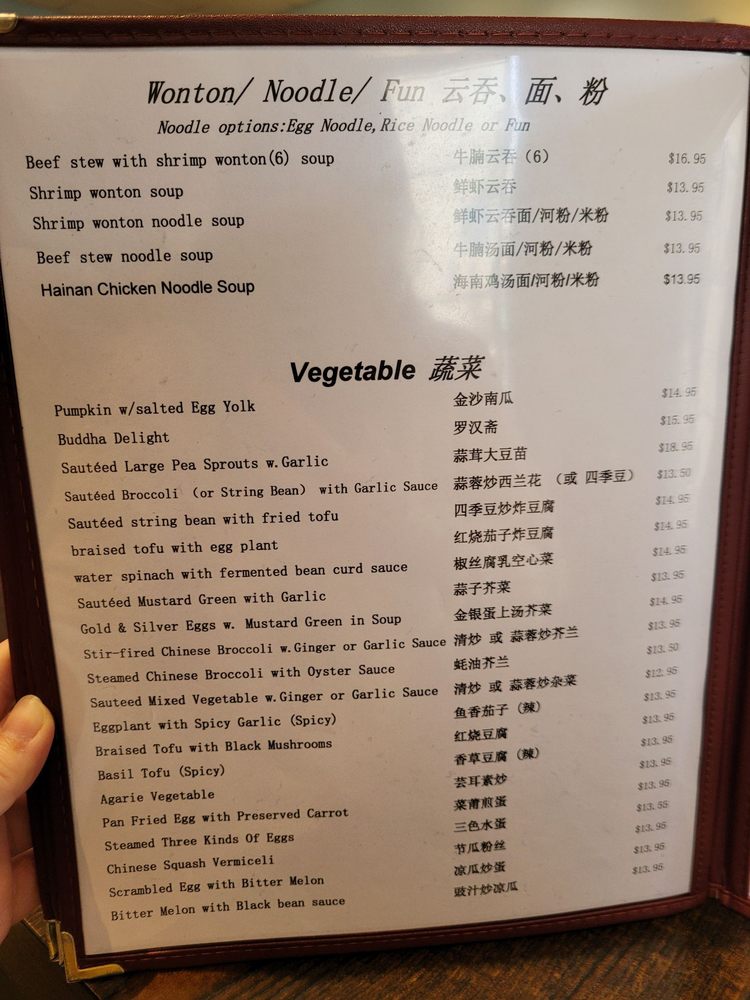 Wonton/ Noodle/ Fun 云吞、面、粉
Noodle options:Egg Noodle,Rice Noodle or Fun
Beef stew with shrimp wonton(6) soup 牛腩云吞（6） $16.95
Shrimp wonton soup 鲜虾云吞 $13.95
Shrimp wonton noodle soup 鲜虾云吞面/河粉/米粉 $13.95
Beef stew noodle soup 牛腩汤面/河粉/米粉 $13.95
Hainan Chicken Noodle Soup 海南鸡汤面/河粉/米粉 $13.95
Vegetable 蔬菜
Pumpkin w/salted Egg Yolk 金沙南瓜 $14.95
Buddha Delight 罗汉斋 $15.95
Sautéed Large Pea Sprouts w.Garlic 蒜茸大豆苗 $18.95
Sautéed Broccoli （or String Bean） with Garlic Sauce 蒜蓉炒西兰花 （或 四季豆） $13.50
Sautéed string bean with fried tofu 四季豆炒炸豆腐 $14.95
braised tofu with egg plant 红烧茄子炸豆腐 $14.95
water spinach with fermented bean curd sauce 椒丝腐乳空心菜 $14.95
Sautéed Mustard Green with Garlic 蒜子芥菜 $13.95
Gold & Silver Eggs w. Mustard Green in Soup 金银蛋上汤芥菜 $14.95
Stir-fried Chinese Broccoli w.Ginger or Garlic Sauce 清炒 或 蒜蓉炒芥兰 $13.95
Steamed Chinese Broccoli with Oyster Sauce 蚝油芥兰 $13.50
Sauteed Mixed Vegetable w.Ginger or Garlic Sauce 清炒 或 蒜蓉炒杂菜 $12.95
Eggplant with Spicy Garlic (Spicy) 鱼香茄子（辣） $13.95
Braised Tofu with Black Mushrooms 红烧豆腐 $13.95
Basil Tofu (Spicy) 香草豆腐（辣） $13.95
Agarie Vegetable 芸耳素炒 $13.95
Pan Fried Egg with Preserved Carrot 菜莆煎蛋 $13.95
Steamed Three Kinds Of Eggs 三色水蛋 $13.55
Chinese Squash Vermiceli 节瓜粉丝 $13.95
Scrambled Egg with Bitter Melon 凉瓜炒蛋 $13.95
Bitter Melon with Black bean sauce 豉汁炒凉瓜 $13.95